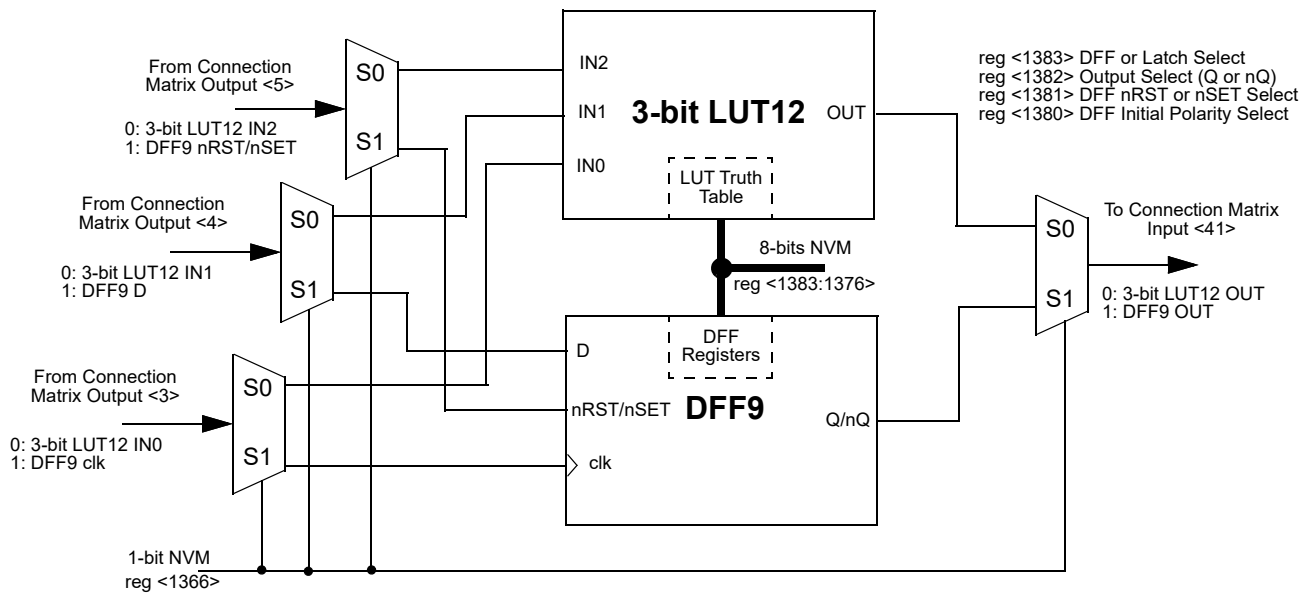 From Connection
Matrix Output <5>
0: 3-bit LUT12 IN2
1: DFF9 nRST/nSET
S0
S1
From Connection
Matrix Output <4>
0: 3-bit LUT12 IN1
1: DFF9 D
S0
S1
From Connection
Matrix Output <3>
0: 3-bit LUT12 IN0
1: DFF9 clk
S0
S1
1-bit NVM
reg <1366>
IN2
IN1
IN0
3-bit LUT12
OUT
LUT Truth
Table
8-bits NVM
reg <1383:1376>
DFF
Registers
D
nRST/nSET
clk
DFF9
Q/nQ
reg <1383> DFF or Latch Select
reg <1382> Output Select (Q or nQ)
reg <1381> DFF nRST or nSET Select
reg <1380> DFF Initial Polarity Select
S0
S1
To Connection Matrix
Input <41>
0: 3-bit LUT12 OUT
1: DFF9 OUT